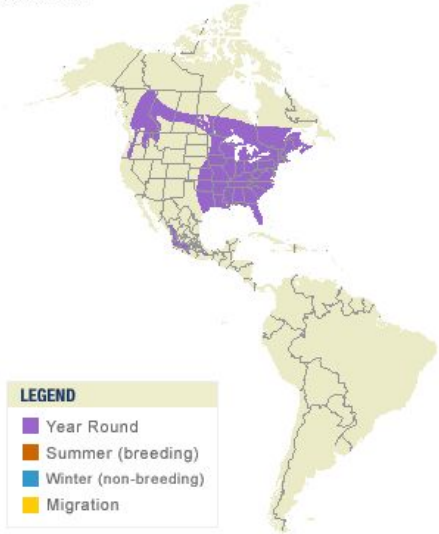 LEGEND
Year Round
Summer (breeding)
Winter (non-breeding)
Migration